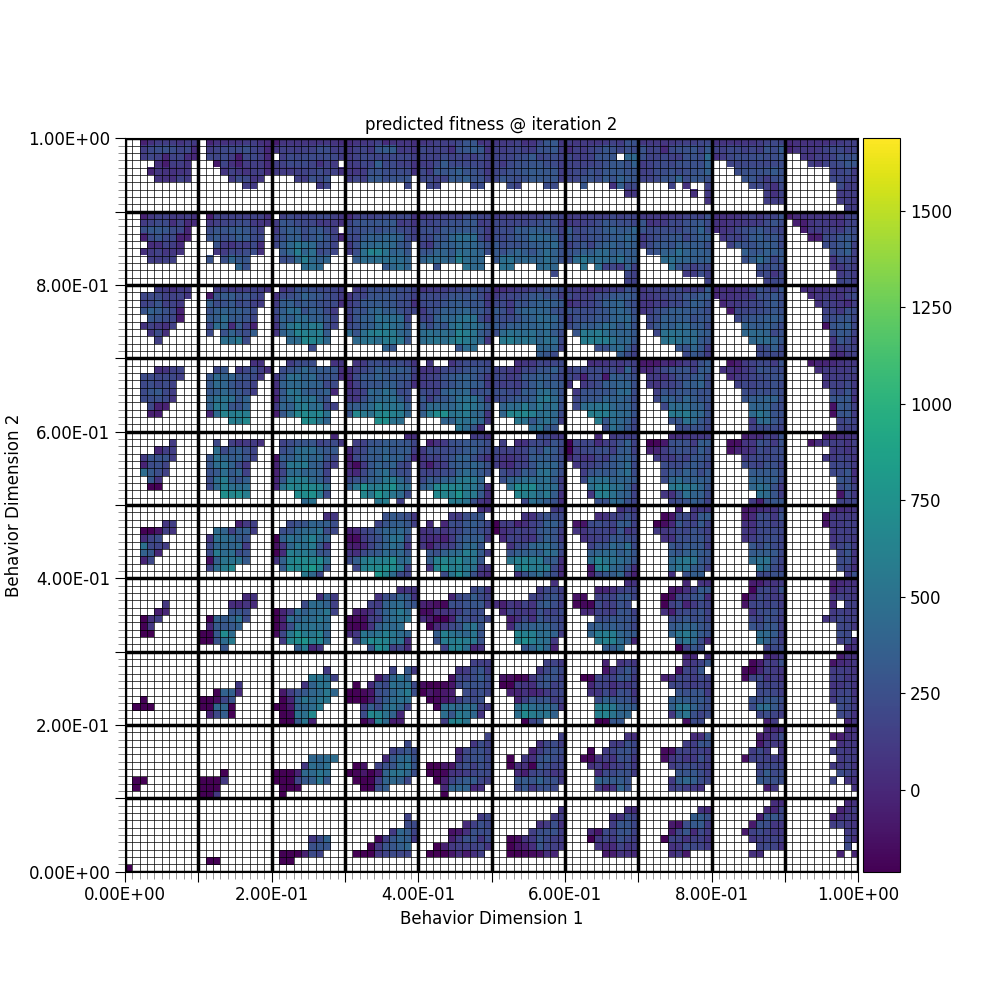 predicted fitness @ iteration 2
1.00E+00
8.00E-01
6.00E-01
4.00E-01
2.00E-01
0.00E+00
Behavior Dimension 2
0.00E+00 2.00E-01 4.00E-01 6.00E-01 8.00E-01 1.00E+00
Behavior Dimension 1
1500
1250
1000
750
500
250
0